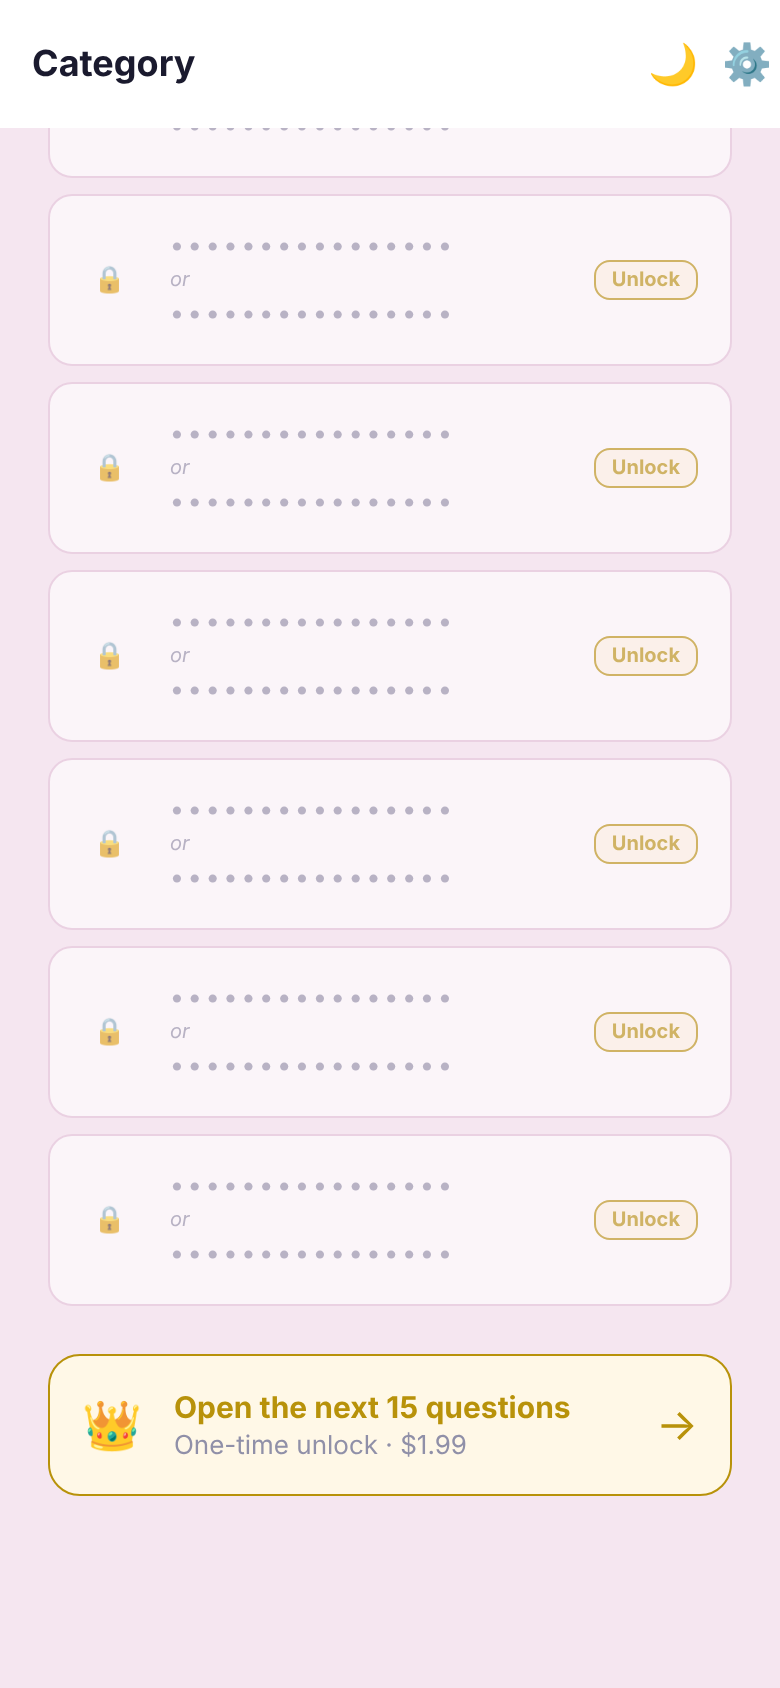 Category
• • • • • • • • • • • • • • • •
or
• • • • • • • • • • • • • • • •
Unlock
• • • • • • • • • • • • • • • •
or
• • • • • • • • • • • • • • • •
Unlock
• • • • • • • • • • • • • • • •
or
• • • • • • • • • • • • • • • •
Unlock
• • • • • • • • • • • • • • • •
or
• • • • • • • • • • • • • • • •
Unlock
• • • • • • • • • • • • • • • •
or
• • • • • • • • • • • • • • • •
Unlock
• • • • • • • • • • • • • • • •
or
• • • • • • • • • • • • • • • •
Unlock
Open the next 15 questions
One-time unlock · $1.99